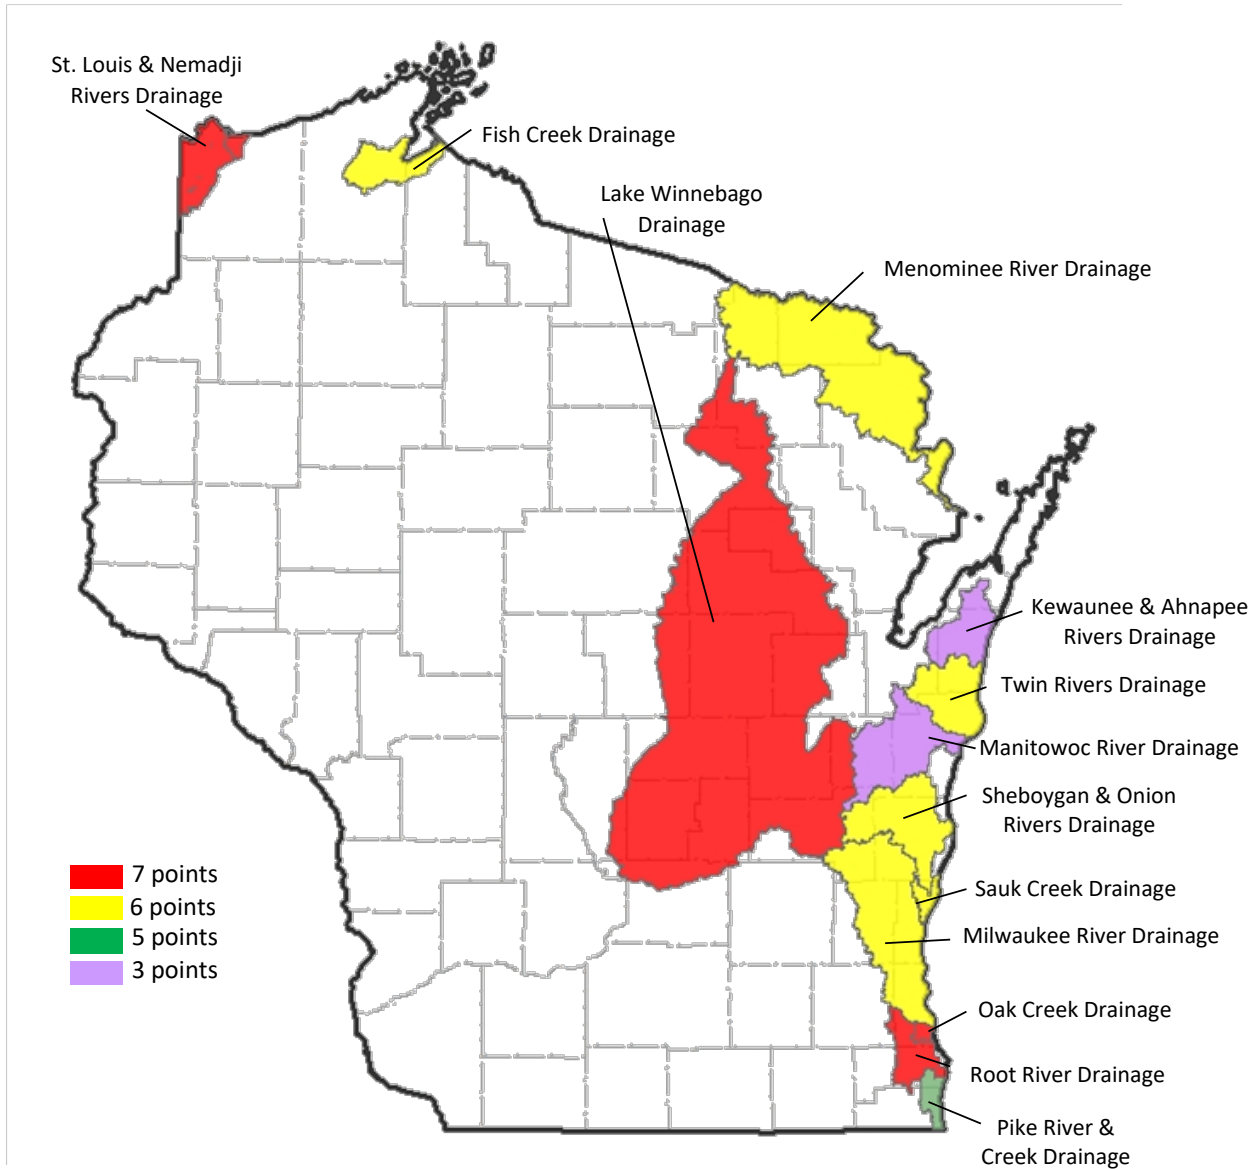 St. Louis & Nemadji
Rivers Drainage
Fish Creek Drainage
Lake Winnebago
Drainage
Menominee River Drainage
Kewaunee & Ahnapee
Rivers Drainage
Twin Rivers Drainage
Manitowoc River Drainage
Sheboygan & Onion
Rivers Drainage
7 points
6 points
5 points
3 points
Sauk Creek Drainage
Milwaukee River Drainage
Oak Creek Drainage
Root River Drainage
Pike River &
Creek Drainage